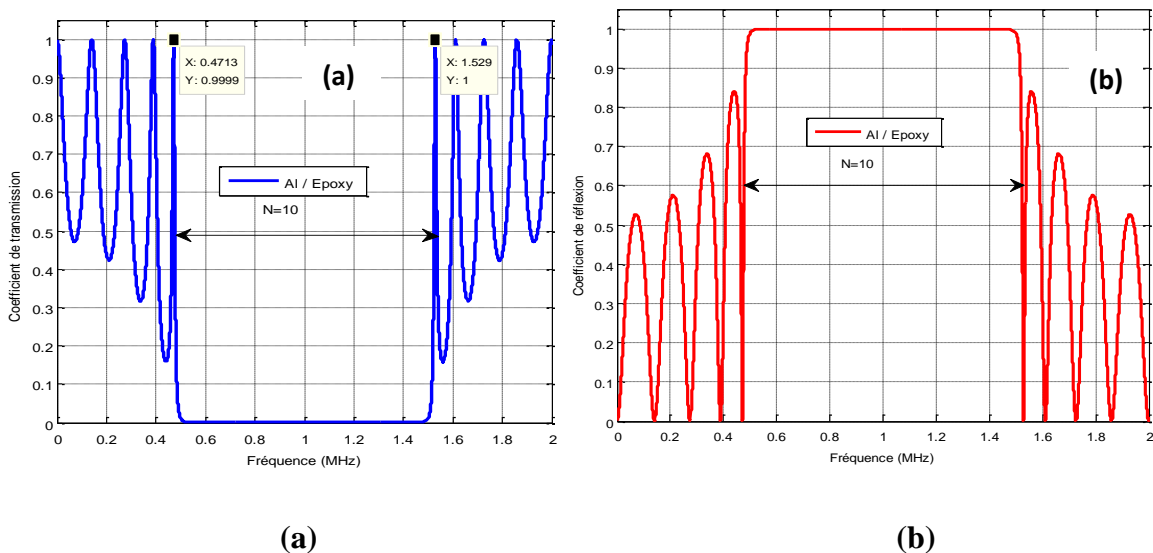 1
0.9
0.8
0.7
0.6
0.5
0.4
0.3
0.2
0.1
0
Coefficient de transmission
X: 0.4713
Y: 0.9999
(a)
X: 1.529
Y: 1
Al / Epoxy
N=10
0 0.2 0.4 0.6 0.8 1 1.2 1.4 1.6 1.8 2
Fréquence (MHz)
1
0.9
0.8
0.7
0.6
0.5
0.4
0.3
0.2
0.1
0
Coefficient de réflexion
(b)
Al / Epoxy
N=10
0 0.2 0.4 0.6 0.8 1 1.2 1.4 1.6 1.8 2
Fréquence (MHz)
(a)
(b)